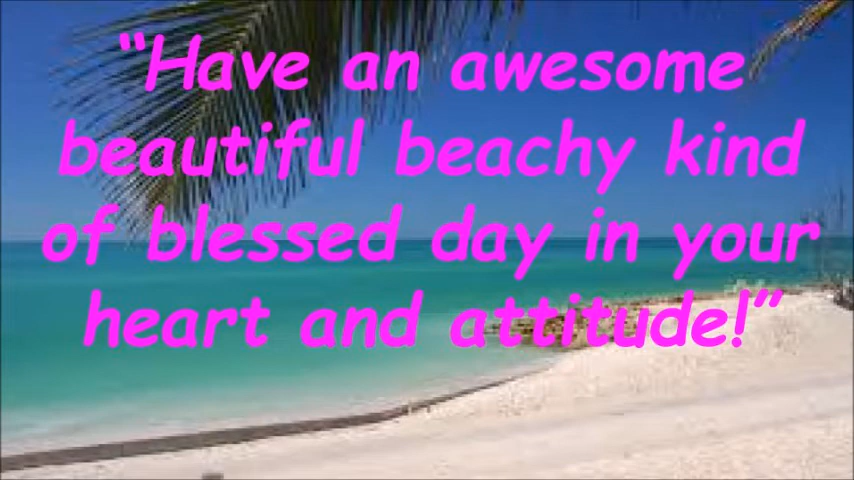 “Have an awesome
beautiful beachy kind
of blessed day in your
heart and attitude!”